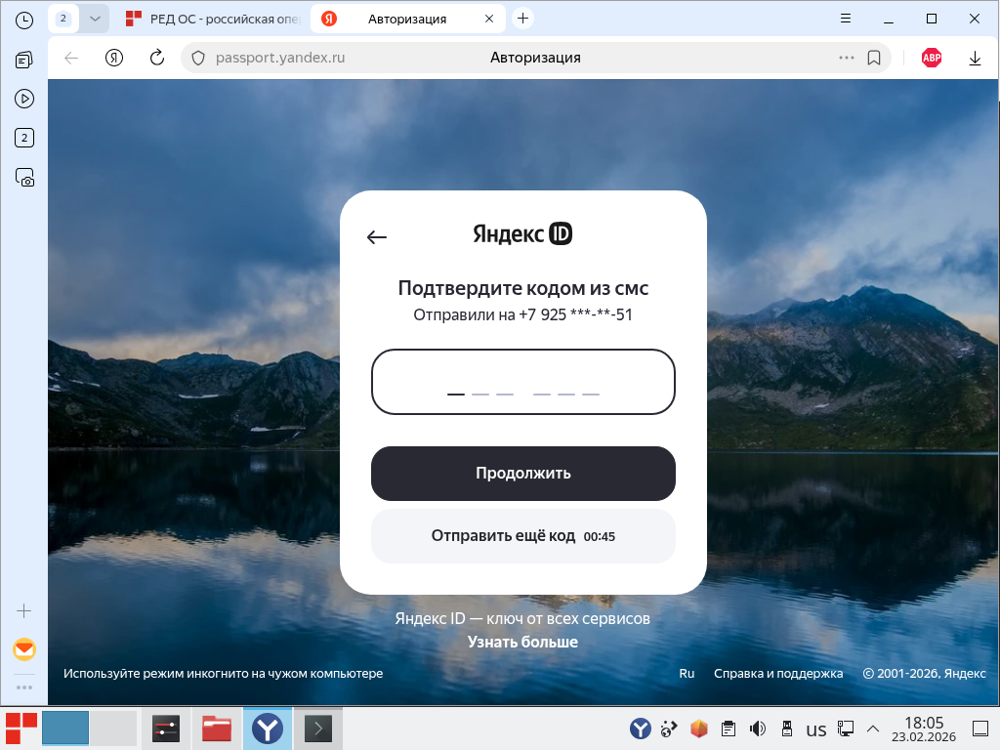 2
РЕД ОС - российская опе
Авторизация
Я
passport.yandex.ru
Авторизация
ABP
2
Яндекс ID
Подтвердите кодом из смс
Отправили на +7 925 ***-**-51
Продолжить
Отправить ещё код 00:45
Яндекс ID — ключ от всех сервисов
Узнать больше
Используйте режим инкогнито на чужом компьютере
Ru
Справка и поддержка
© 2001-2026, Яндекс
us
18:05
23.02.2026